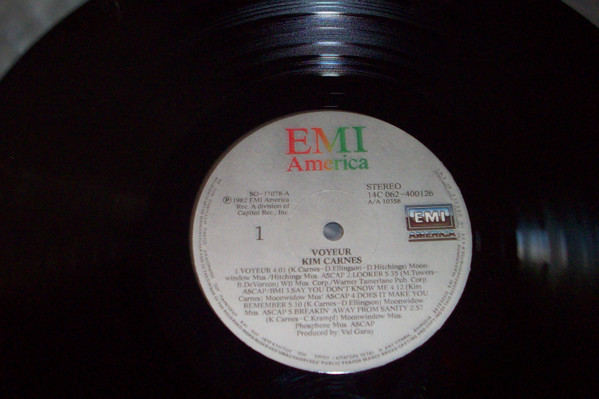 EMI
America
SO-17078-A
℗ 1982 EMI America
Rec. A division of
Capitol Rec., Inc.
STEREO
14C 062-400126
A/A 10358
EMI
AMERICA
1
VOYEUR
KIM CARNES
1.VOYEUR 4.01 (K.Carnes-D.Ellingson-D.Hitchings) Moon-
window Mus./Hitchings Mus. ASCAP 2.LOOKER 5.35 (M.Towers-
B.DeVorzon) WB Mus. Corp./Warner Tamerlane Pub. Corp.
ASCAP/BMI 3.SAY YOU DON'T KNOW ME 4.12 (Kim
Carnes) Moonwindow Mus. ASCAP 4.DOES IT MAKE YOU
REMEMBER 5.10 (K.Carnes-D.Ellingson) Moonwindow
Mus. ASCAP 5.BREAKIN' AWAY FROM SANITY 2.57
(K.Carnes-C.Krampf) Moonwindow Mus.
Phosphene Mus. ASCAP
Produced by: Val Garay